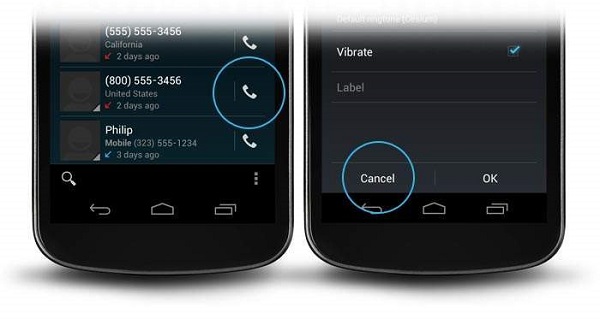 (555) 555-3456
California
2 days ago
(800) 555-3456
United States
2 days ago
Philip
Mobile (323) 555-1234
3 days ago
Default ringtone (Cesium)
Vibrate
Label
Cancel
OK